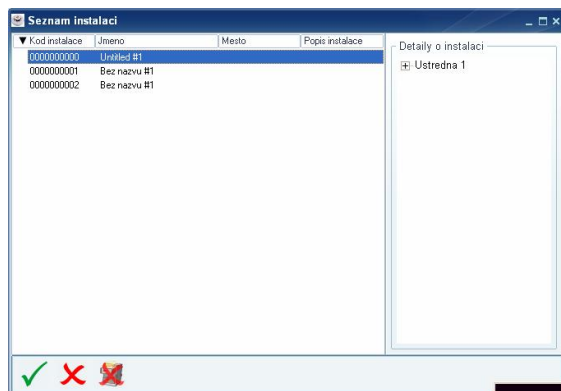 Seznam instalaci
Kod instalace Jmeno Mesto Popis instalace
0000000000 Untitled #1
0000000001 Bez nazvu #1
0000000002 Bez nazvu #1
Detaily o instalaci
Ustredna 1